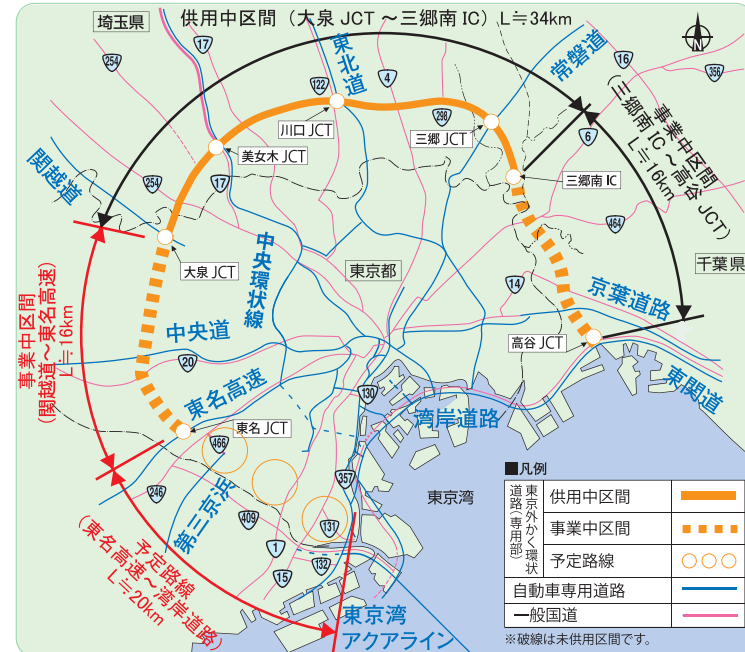 埼玉県
供用中区間（大泉 JCT ～三郷南 IC）L≒34km
17
254
122
東北道
4
常磐道
16
356
298
川口 JCT
三郷 JCT
6
事業中区間
（三郷南 IC ～高谷 JCT）
L≒16km
美女木 JCT
関越道
254
17
三郷南 IC
464
大泉 JCT
中央環状線
東京都
千葉県
14
京葉道路
事業中区間
（関越道～東名高速）
L≒16km
中央道
20
高谷 JCT
東関道
東名高速
130
湾岸道路
東名 JCT
466
246
第三京浜
357
東京湾
409
131
1
15
132
予定路線
（東名高速～湾岸道路）
L≒20km
東京湾
アクアライン
■凡例
東京外かく環状
道路（専用部）
供用中区間
事業中区間
予定路線
自動車専用道路
一般国道
※破線は未供用区間です。